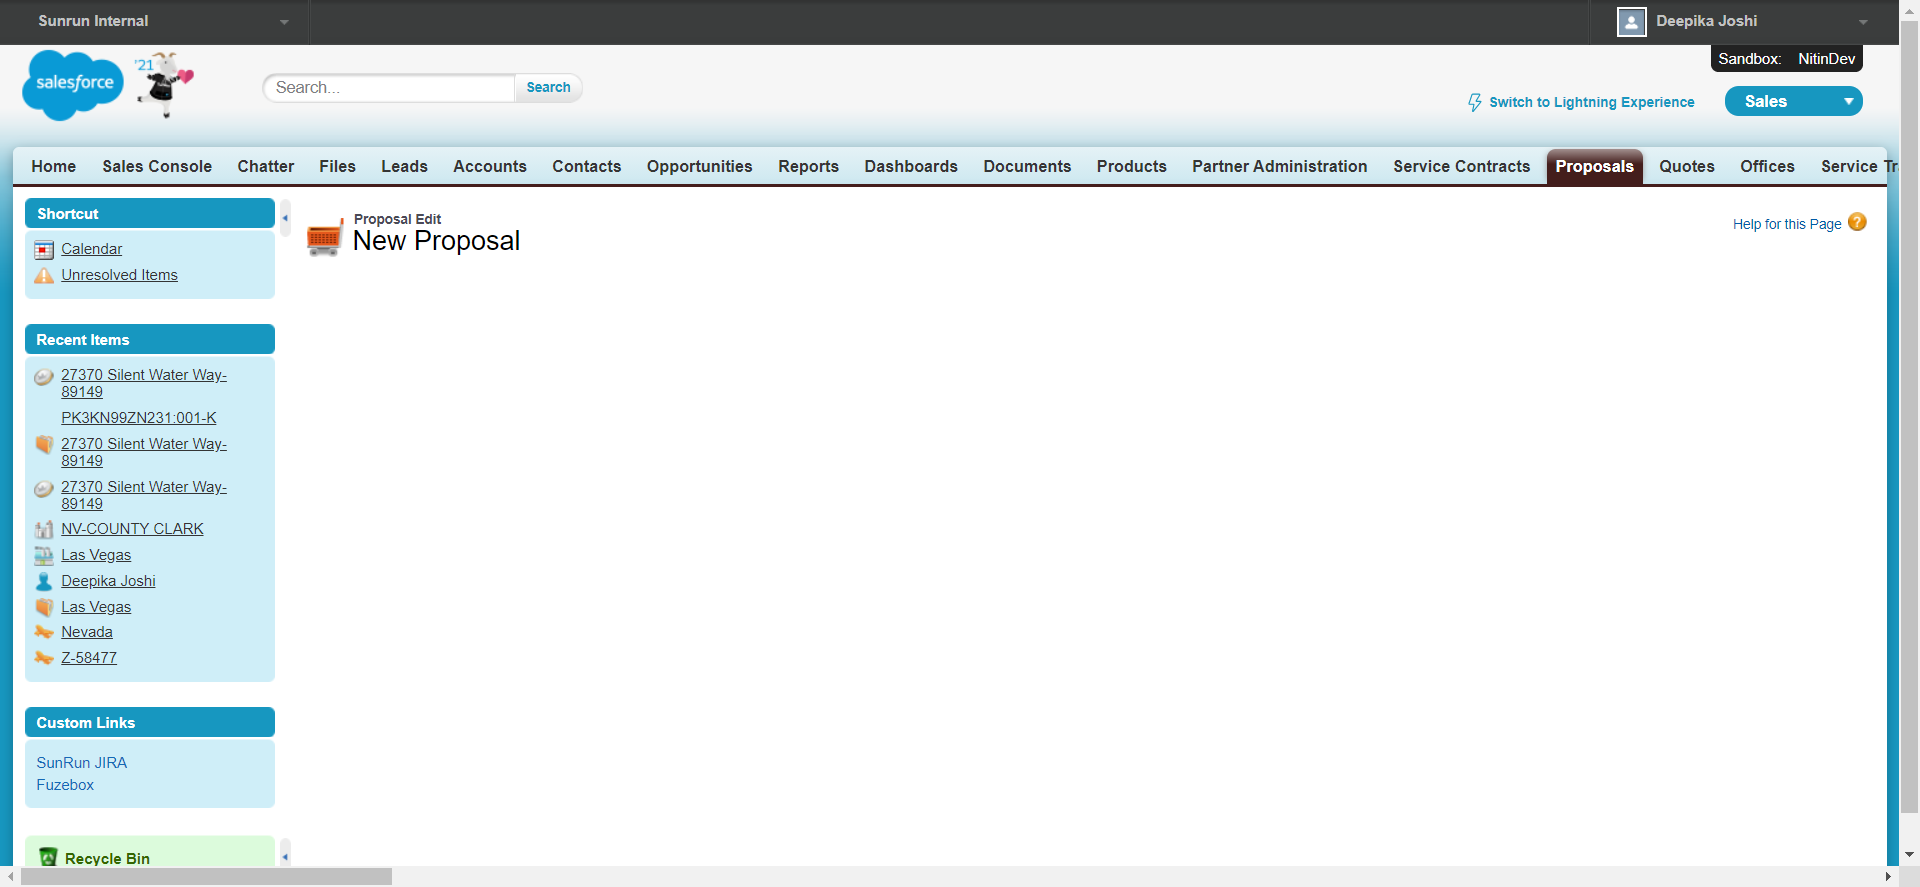 Sunrun Internal
Deepika Joshi
Sandbox: NitinDev
salesforce
'21
Search...
Search
Switch to Lightning Experience
Sales
Home Sales Console Chatter Files Leads Accounts Contacts Opportunities Reports Dashboards Documents Products Partner Administration Service Contracts Proposals Quotes Offices Service Tr
Shortcut
Calendar
Unresolved Items
Proposal Edit
New Proposal
Help for this Page
Recent Items
27370 Silent Water Way-
89149
PK3KN99ZN231:001-K
27370 Silent Water Way-
89149
27370 Silent Water Way-
89149
NV-COUNTY CLARK
Las Vegas
Deepika Joshi
Las Vegas
Nevada
Z-58477
Custom Links
SunRun JIRA
Fuzebox
Recycle Bin